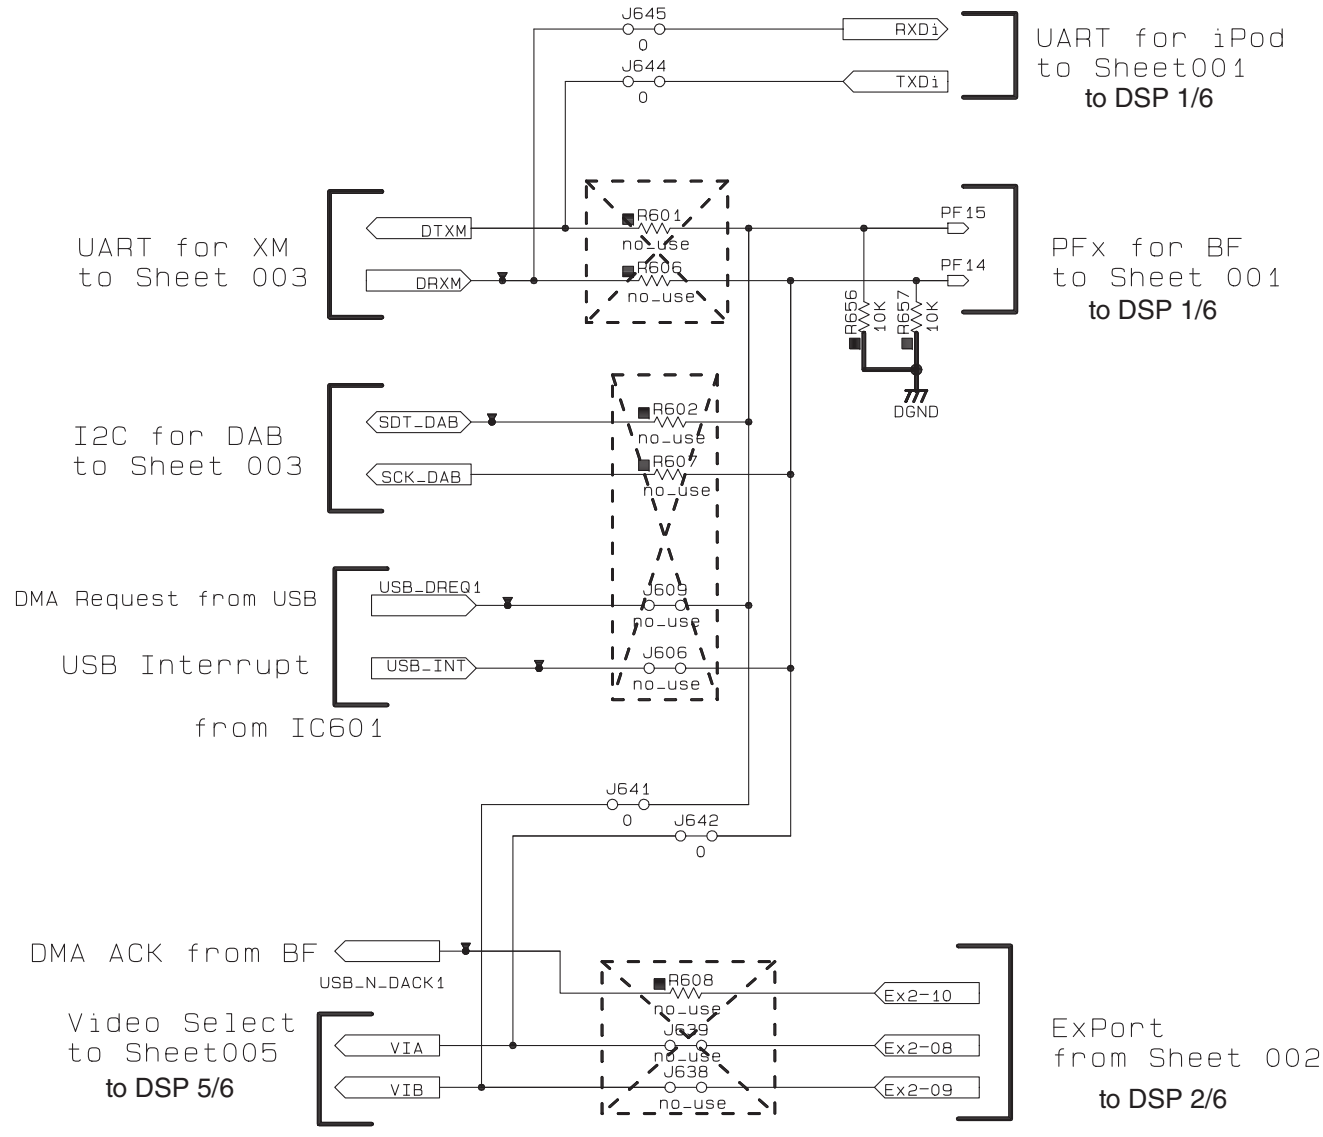 J645
0
RXDi
J644
0
TXDi
UART for iPod
to Sheet001
to DSP 1/6
UART for XM
to Sheet 003
DTXM
DRXM
R601
no_use
R606
no_use
PF15
PF14
R656
10K
R657
10K
DGND
PFx for BF
to Sheet 001
to DSP 1/6
I2C for DAB
to Sheet 003
SDT_DAB
SCK_DAB
R602
no_use
R607
no_use
DMA Request from USB
USB_DREQ1
USB Interrupt
USB_INT
from IC601
J609
no_use
J606
no_use
J641
0
J642
0
DMA ACK from BF
USB_N_DACK1
Video Select
to Sheet005
to DSP 5/6
VIA
VIB
R608
no_use
J639
no_use
J638
no_use
Ex2-10
Ex2-08
Ex2-09
ExPort
from Sheet 002
to DSP 2/6